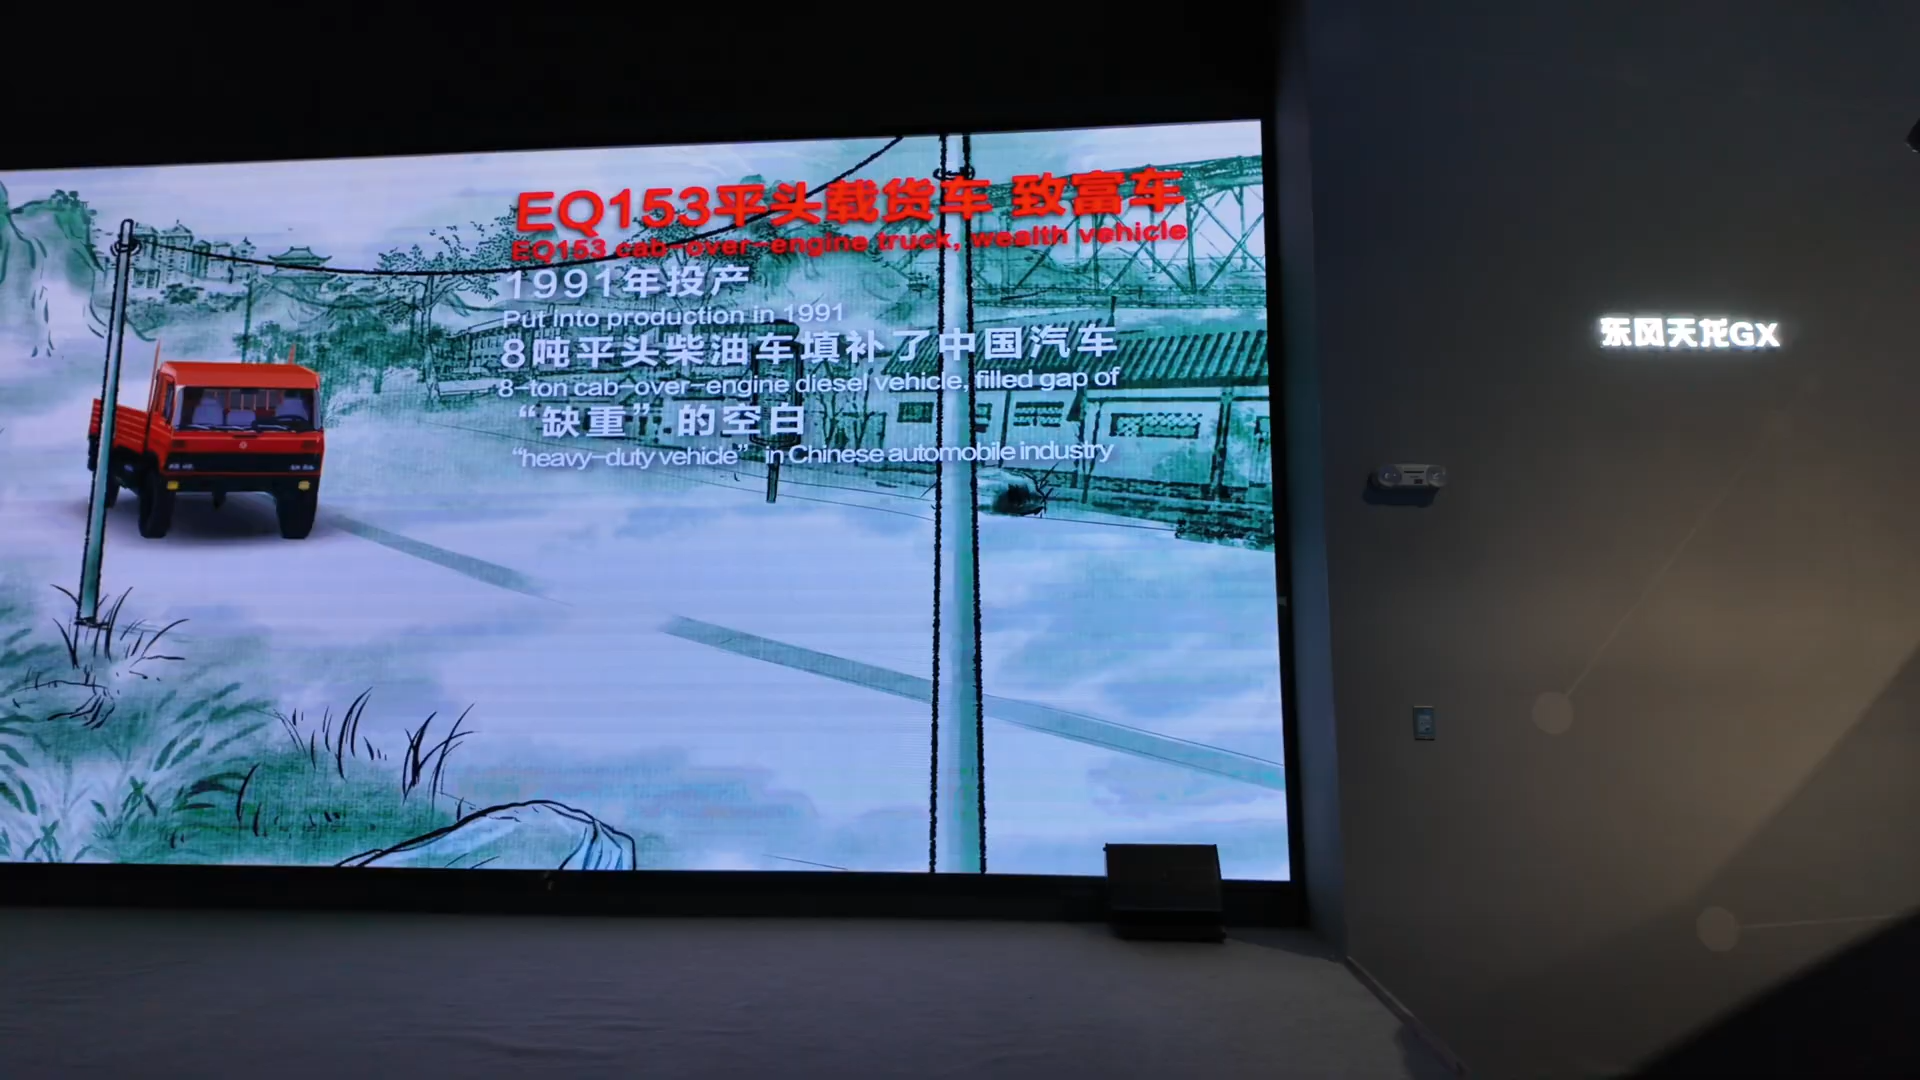 EQ153平头载货车 致富车
EQ153 cab-over-engine truck, wealth vehicle
1991年投产
Put into production in 1991
8吨平头柴油车填补了中国汽车
8-ton cab-over-engine diesel vehicle, filled gap of
“缺重”的空白
“heavy-duty vehicle” in Chinese automobile industry
东风天龙GX